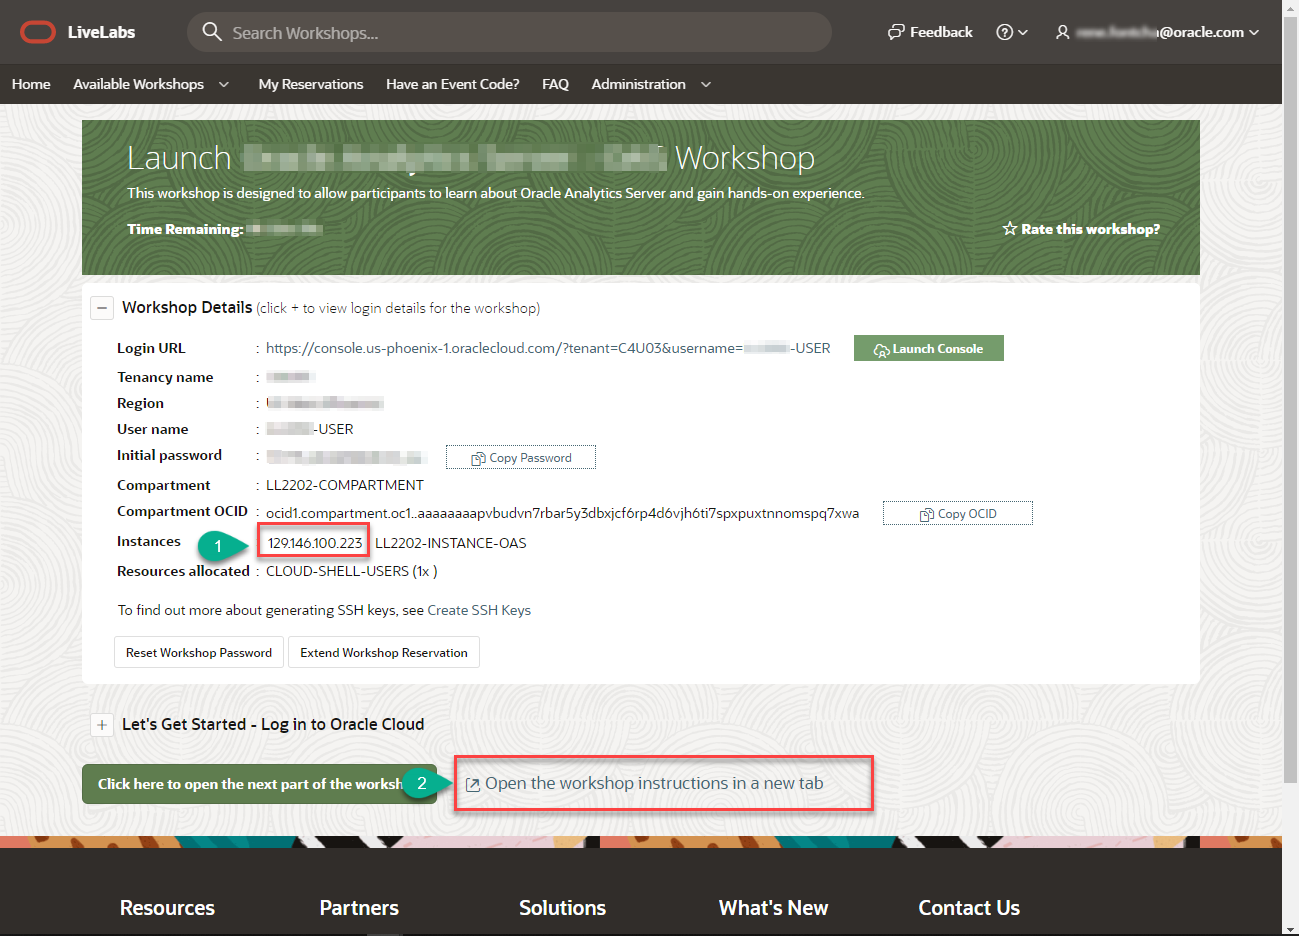 LiveLabs
Search Workshops...
Feedback
@oracle.com
Home Available Workshops My Reservations Have an Event Code? FAQ Administration
Launch Workshop
This workshop is designed to allow participants to learn about Oracle Analytics Server and gain hands-on experience.
Time Remaining:
Rate this workshop?
Workshop Details (click + to view login details for the workshop)
Login URL : https://console.us-phoenix-1.oraclecloud.com/?tenant=C4U03&username= -USER Launch Console
Tenancy name :
Region :
User name : -USER
Initial password : Copy Password
Compartment : LL2202-COMPARTMENT
Compartment OCID : ocid1.compartment.oc1..aaaaaaaapvbudvn7rbar5y3dbxjcf6rp4d6vjh6ti7spxpuxtnnomspq7xwa Copy OCID
Instances 1 129.146.100.223 LL2202-INSTANCE-OAS
Resources allocated : CLOUD-SHELL-USERS (1x )
To find out more about generating SSH keys, see Create SSH Keys
Reset Workshop Password Extend Workshop Reservation
+ Let's Get Started - Log in to Oracle Cloud
Click here to open the next part of the worksh 2 Open the workshop instructions in a new tab
Resources Partners Solutions What's New Contact Us